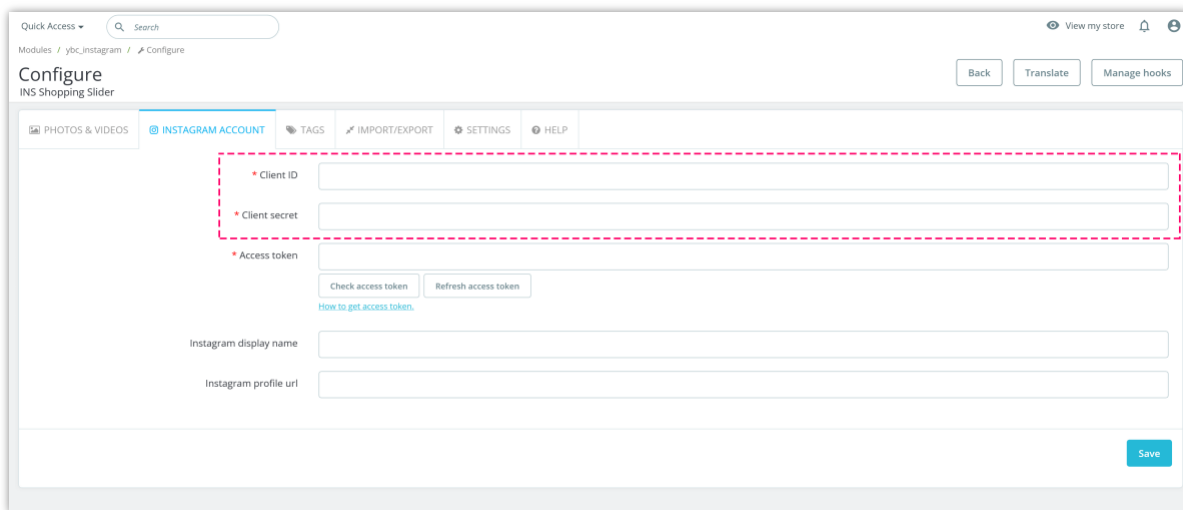 Quick Access
Search
View my store
Modules / ybc_instagram / Configure
Configure
INS Shopping Slider
Back
Translate
Manage hooks
PHOTOS & VIDEOS
INSTAGRAM ACCOUNT
TAGS
IMPORT/EXPORT
SETTINGS
HELP
* Client ID
* Client secret
* Access token
Check access token
Refresh access token
How to get access token.
Instagram display name
Instagram profile url
Save